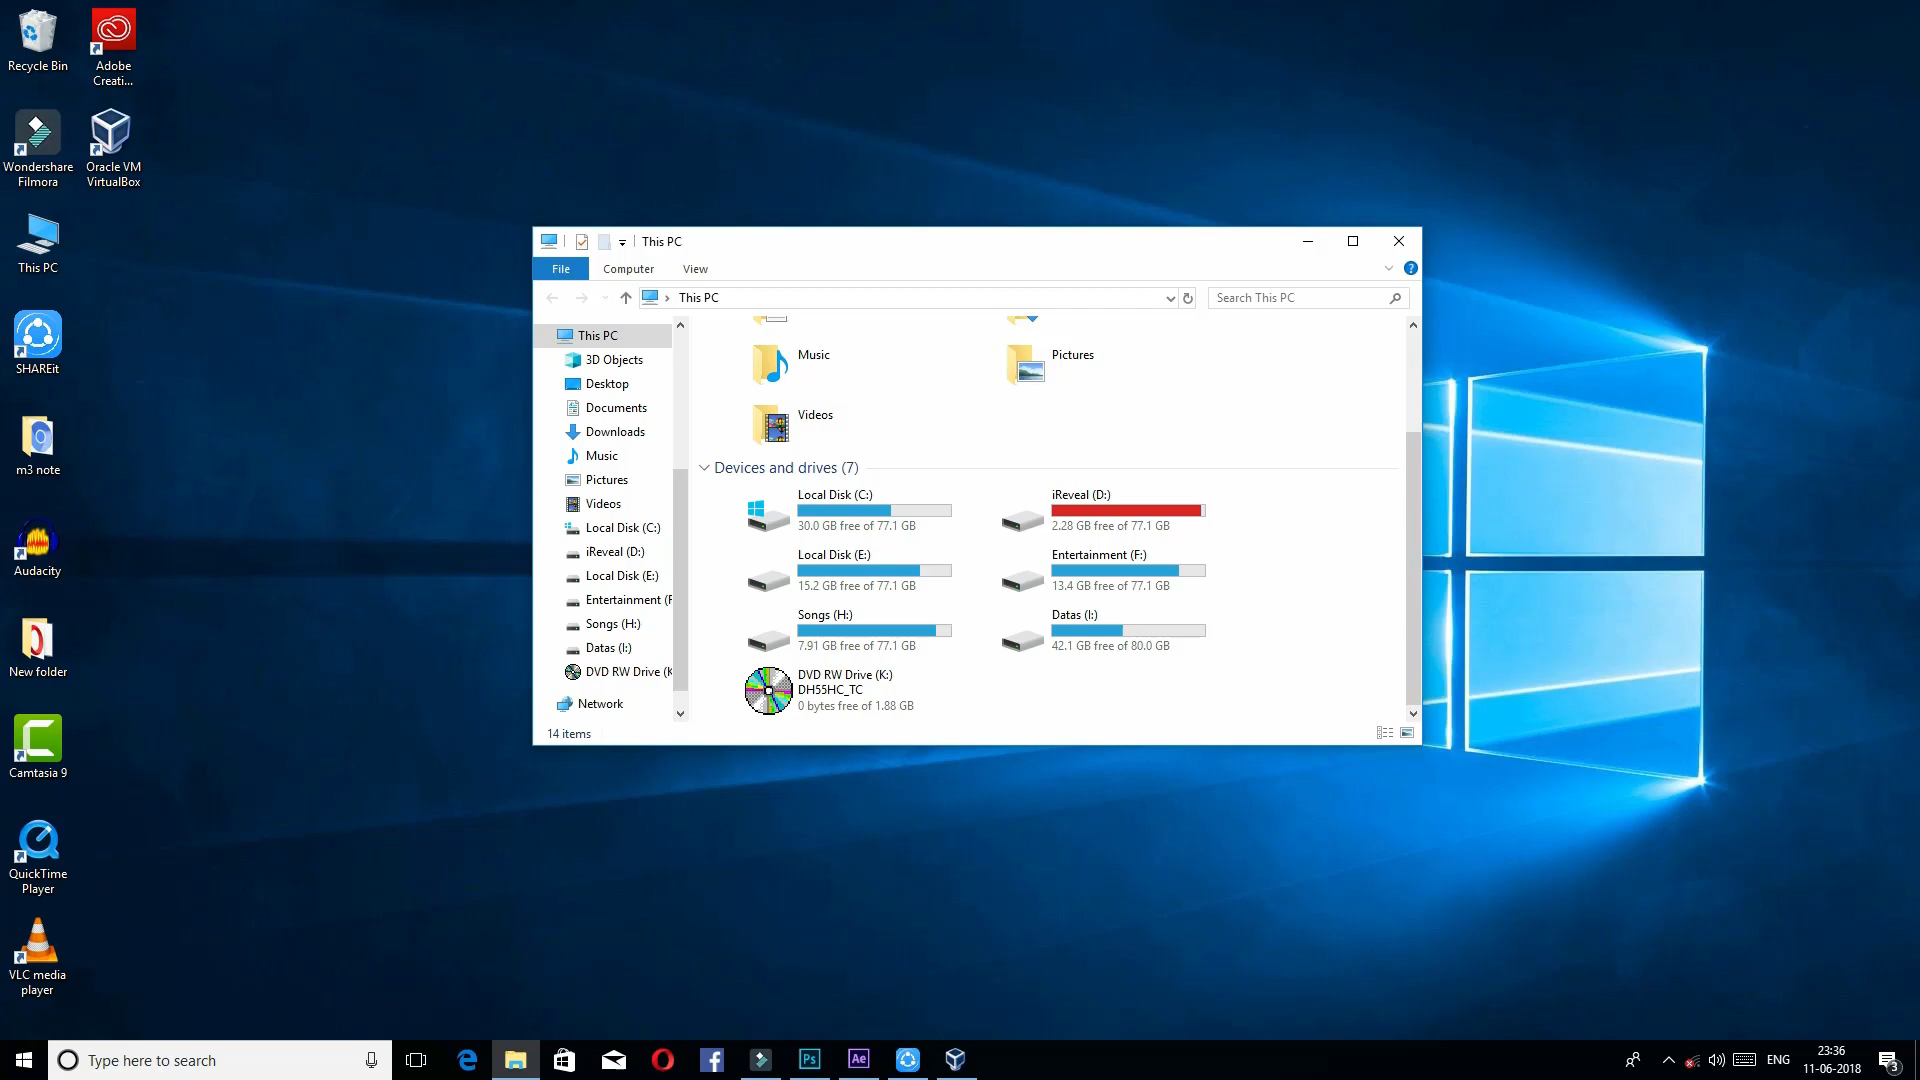 Recycle Bin
Adobe
Creati...
Wondershare
Filmora
Oracle VM
VirtualBox
This PC
SHAREit
m3 note
Audacity
New folder
Camtasia 9
QuickTime
Player
VLC media
player
This PC
File
Computer
View
?
This PC
Search This PC
This PC
3D Objects
Desktop
Documents
Downloads
Music
Pictures
Videos
Local Disk (C:)
iReveal (D:)
Local Disk (E:)
Entertainment (F
Songs (H:)
Datas (I:)
DVD RW Drive (K
Network
Music
Pictures
Videos
Devices and drives (7)
Local Disk (C:)
30.0 GB free of 77.1 GB
iReveal (D:)
2.28 GB free of 77.1 GB
Local Disk (E:)
15.2 GB free of 77.1 GB
Entertainment (F:)
13.4 GB free of 77.1 GB
Songs (H:)
7.91 GB free of 77.1 GB
Datas (I:)
42.1 GB free of 80.0 GB
DVD RW Drive (K:)
DH55HC_TC
0 bytes free of 1.88 GB
14 items
Type here to search
Ps
Ae
ENG
23:36
11-06-2018
3